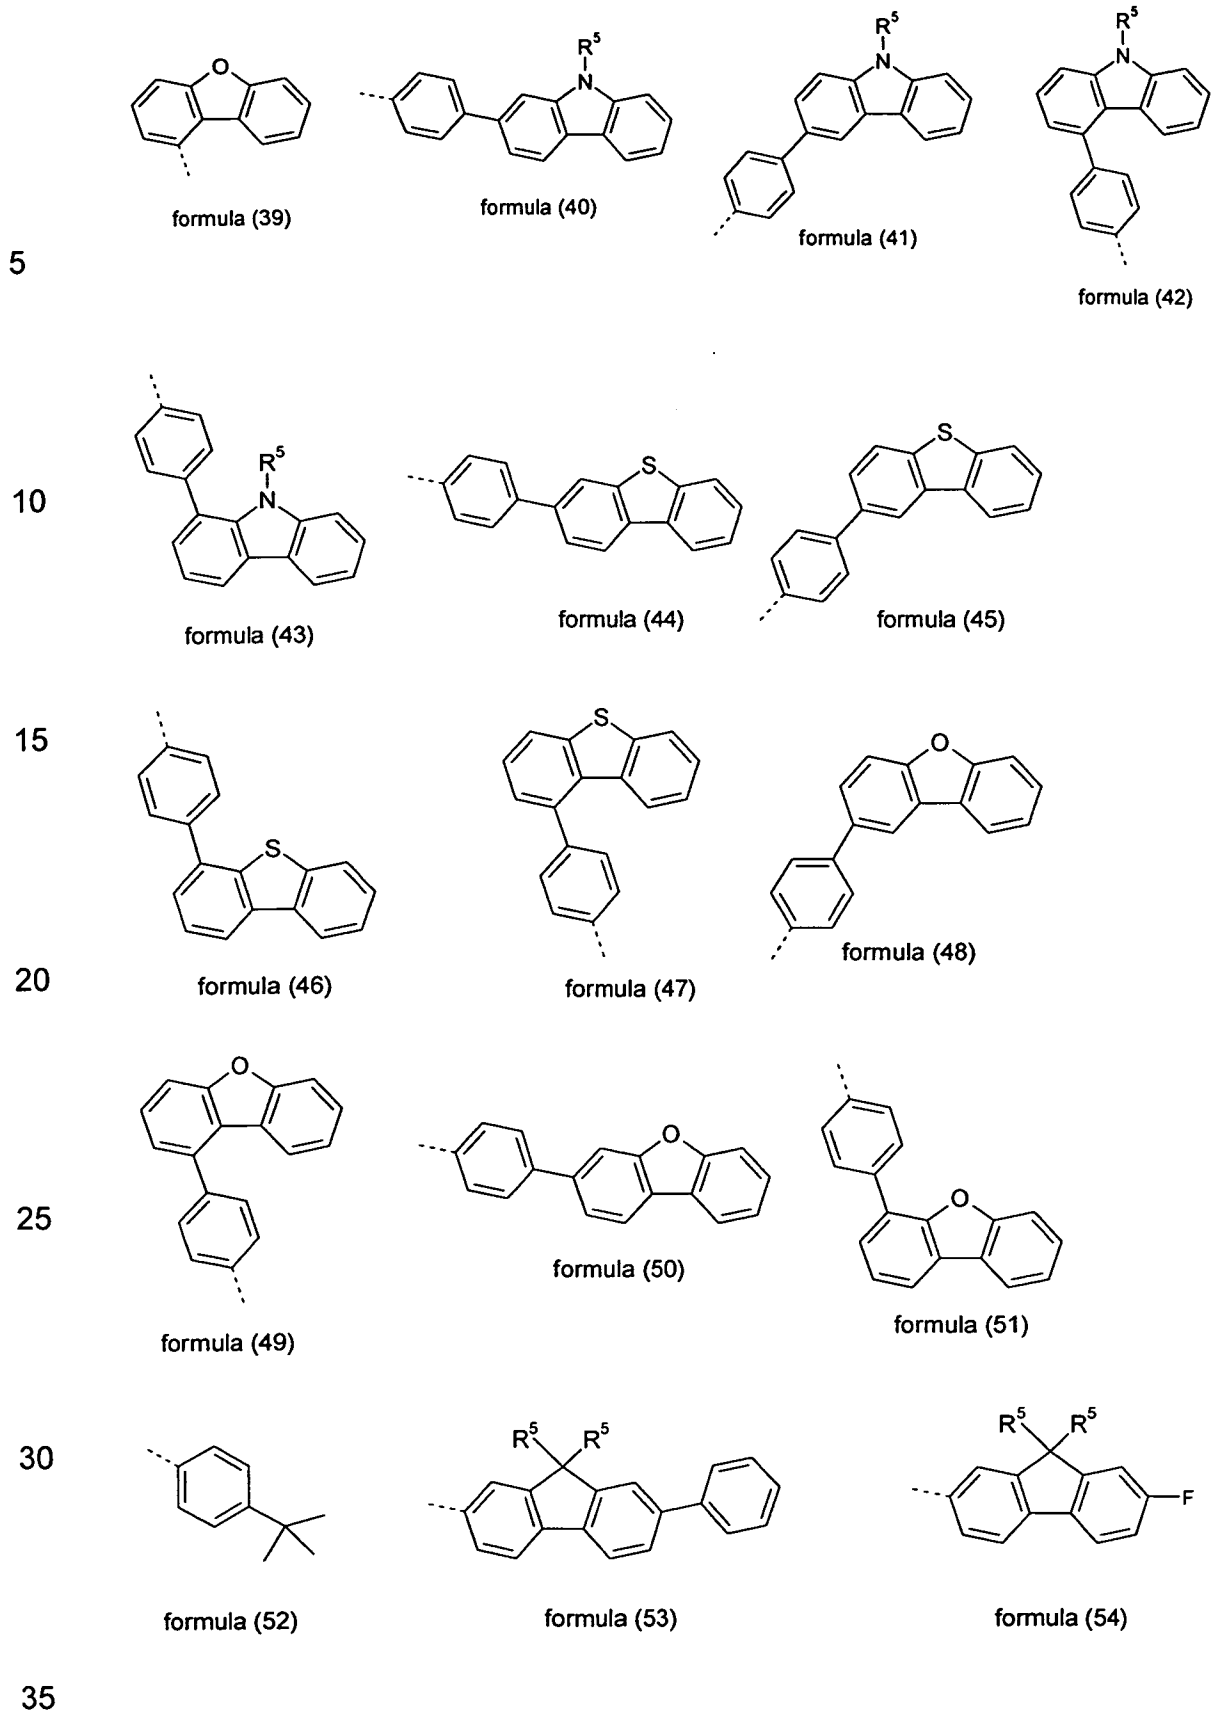 O
R⁵
N
R⁵
N
R⁵
N
formula (39)
formula (40)
formula (41)
formula (42)
5
R⁵
N
S
S
10
formula (43)
formula (44)
formula (45)
15
S
S
O
formula (46)
formula (47)
formula (48)
20
O
O
O
25
formula (49)
formula (50)
formula (51)
30
R⁵ R⁵
R⁵ R⁵
F
formula (52)
formula (53)
formula (54)
35